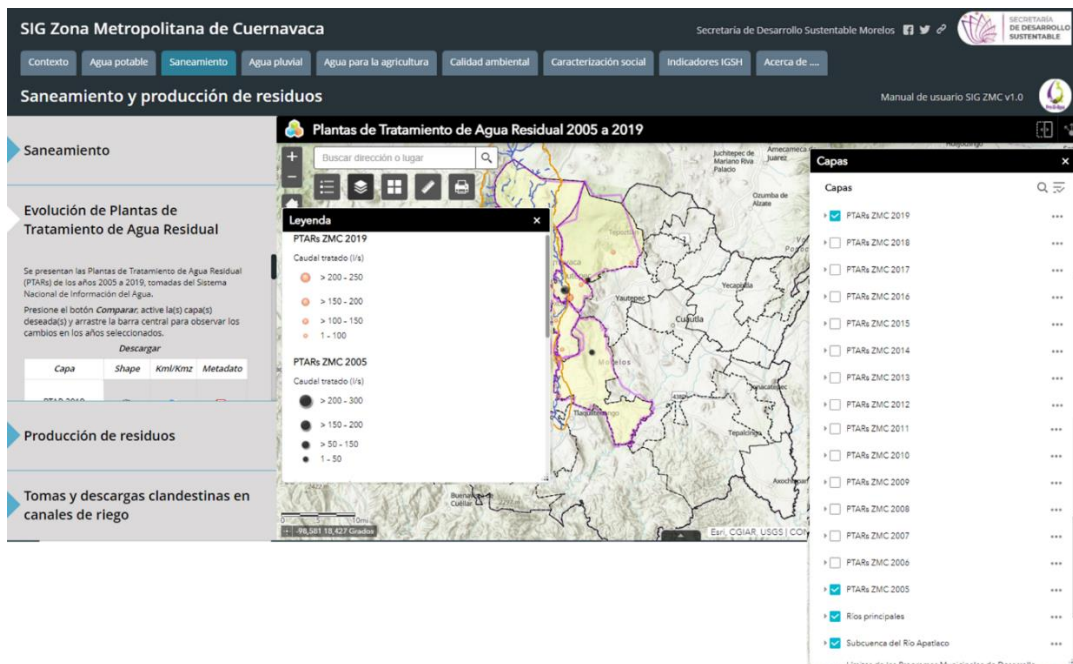 SIG Zona Metropolitana de Cuernavaca
Secretaría de Desarrollo Sustentable Morelos
SECRETARÍA
DE DESARROLLO
SUSTENTABLE
Contexto
Agua potable
Saneamiento
Agua pluvial
Agua para la agricultura
Calidad ambiental
Caracterización social
Indicadores IGSH
Acerca de ....
Saneamiento y producción de residuos
Manual de usuario SIG ZMC v1.0
Saneamiento
Evolución de Plantas de
Tratamiento de Agua Residual
Se presentan las Plantas de Tratamiento de Agua Residual
(PTARs) de los años 2005 a 2019, tomadas del Sistema
Nacional de Información del Agua.
Presione el botón Comparar, active la(s) capa(s)
deseada(s) y arrastre la barra central para observar los
cambios en los años seleccionados.
Descargar
Capa Shape Kml/Kmz Metadato
Producción de residuos
Tomas y descargas clandestinas en
canales de riego
Plantas de Tratamiento de Agua Residual 2005 a 2019
Buscar dirección o lugar
Leyenda
PTARs ZMC 2019
Caudal tratado (l/s)
> 200 - 250
> 150 - 200
> 100 - 150
1 - 100
PTARs ZMC 2005
Caudal tratado (l/s)
> 200 - 300
> 150 - 200
> 50 - 150
1 - 50
Juchitepec de
Mariano Riva
Palacio
Amecameca
Juárez
Ozumba de
Alzate
Yecapixtla
Yautepec
Cuautla
Morelos
Tepalcingo
Cuéllar
10mi
-98,581 18,427 Grados
Esri, CGIAR, USGS | CON
Capas
Capas
PTARs ZMC 2019
PTARs ZMC 2018
PTARs ZMC 2017
PTARs ZMC 2016
PTARs ZMC 2015
PTARs ZMC 2014
PTARs ZMC 2013
PTARs ZMC 2012
PTARs ZMC 2011
PTARs ZMC 2010
PTARs ZMC 2009
PTARs ZMC 2008
PTARs ZMC 2007
PTARs ZMC 2006
PTARs ZMC 2005
Ríos principales
Subcuenca del Río Apatlaco